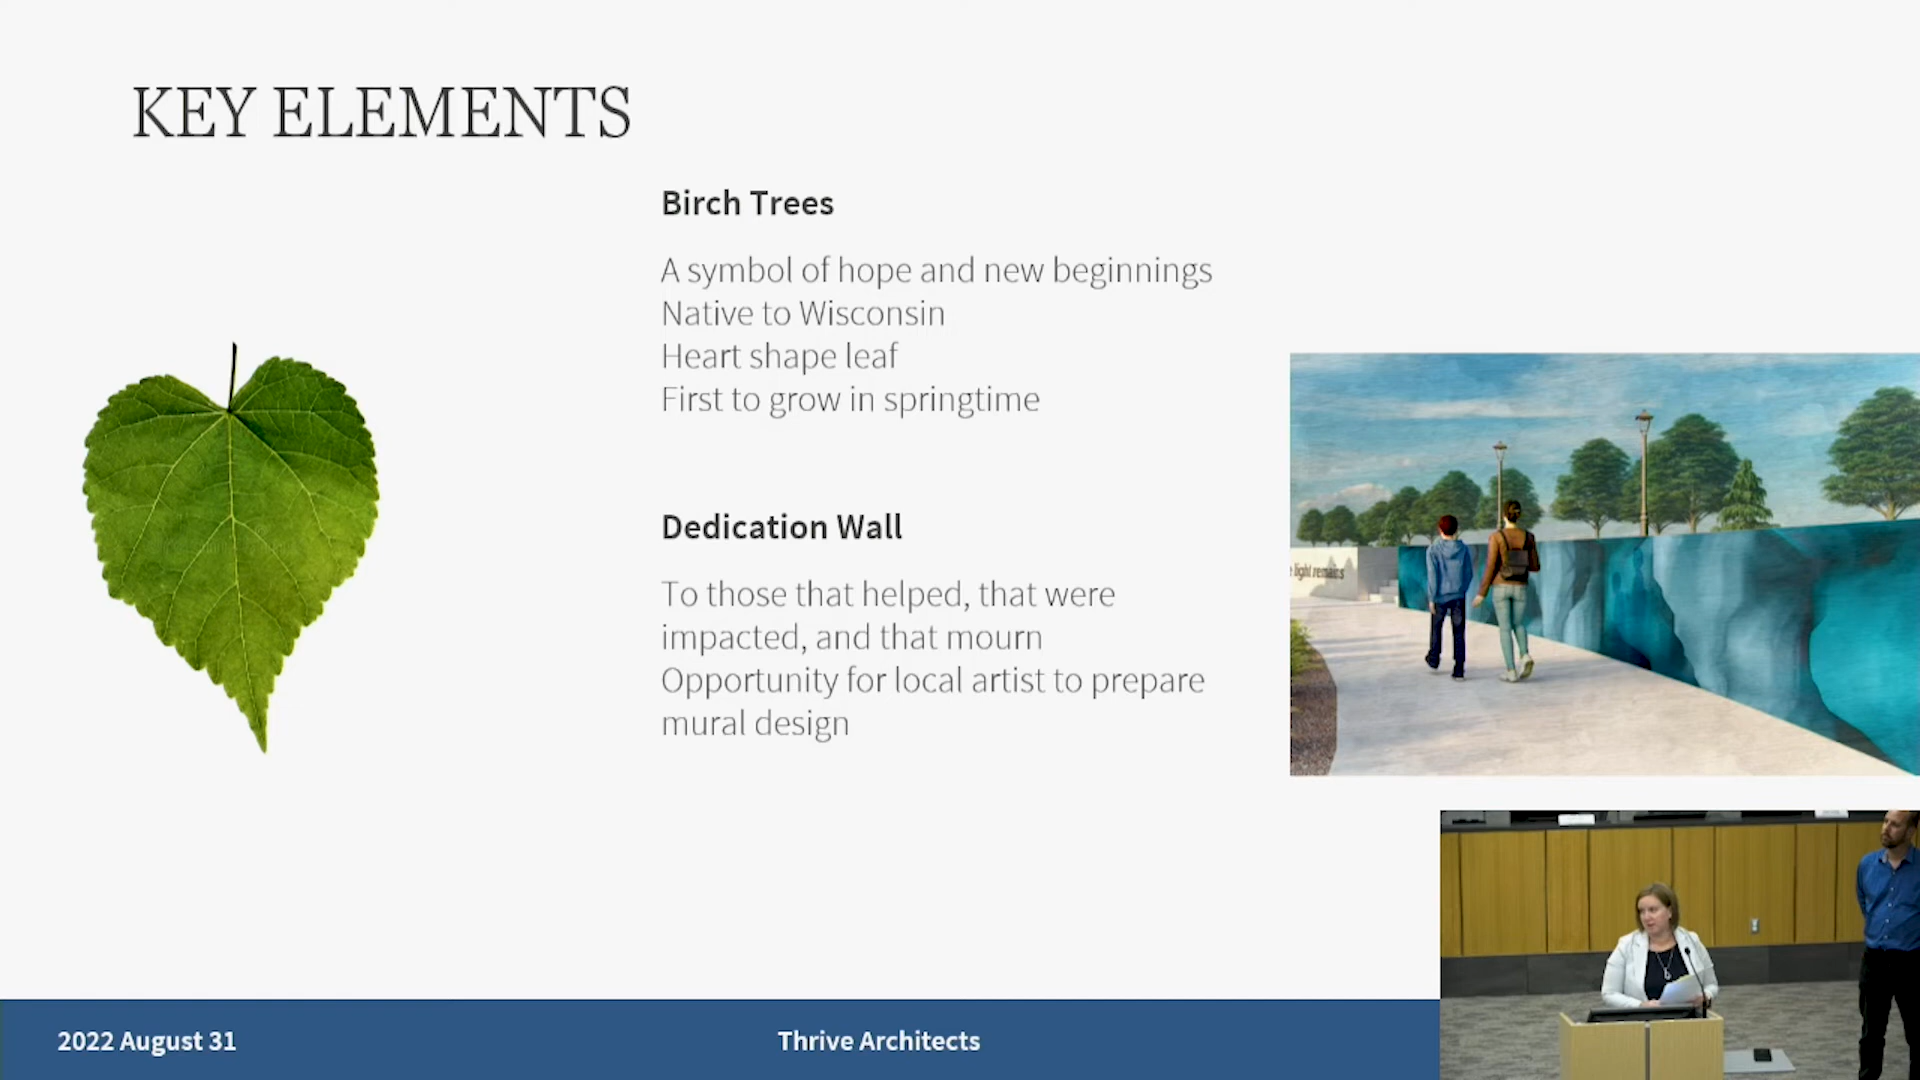 KEY ELEMENTS
Birch Trees
A symbol of hope and new beginnings
Native to Wisconsin
Heart shape leaf
First to grow in springtime
Dedication Wall
To those that helped, that were
impacted, and that mourn
Opportunity for local artist to prepare
mural design
light remains
2022 August 31
Thrive Architects